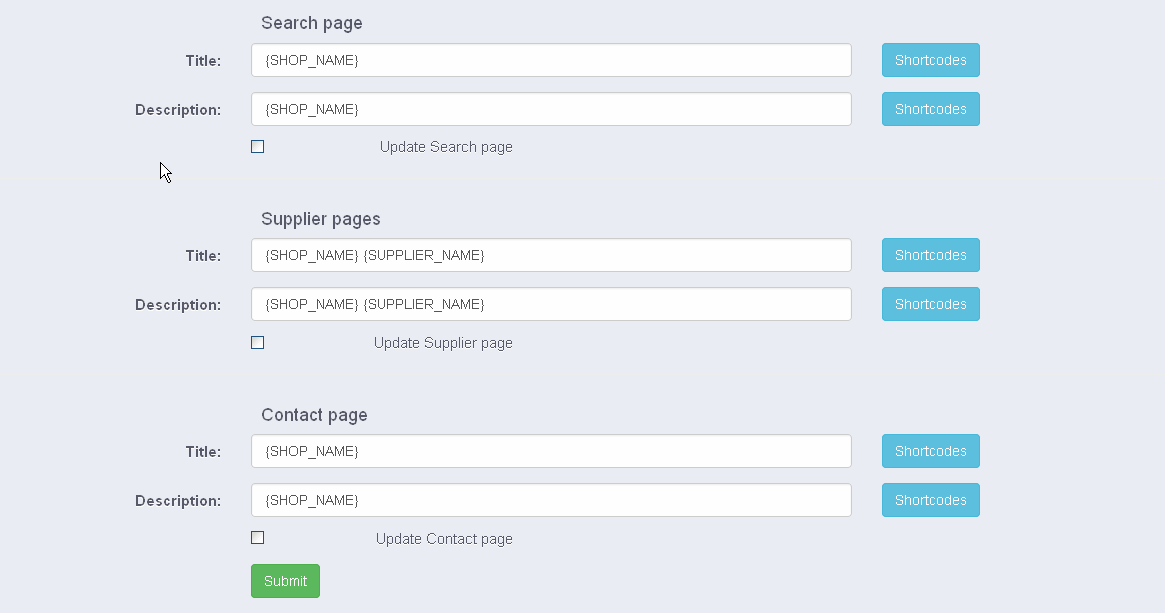 Search page
Title: {SHOP_NAME} Shortcodes
Description: {SHOP_NAME} Shortcodes
Update Search page
Supplier pages
Title: {SHOP_NAME} {SUPPLIER_NAME} Shortcodes
Description: {SHOP_NAME} {SUPPLIER_NAME} Shortcodes
Update Supplier page
Contact page
Title: {SHOP_NAME} Shortcodes
Description: {SHOP_NAME} Shortcodes
Update Contact page
Submit